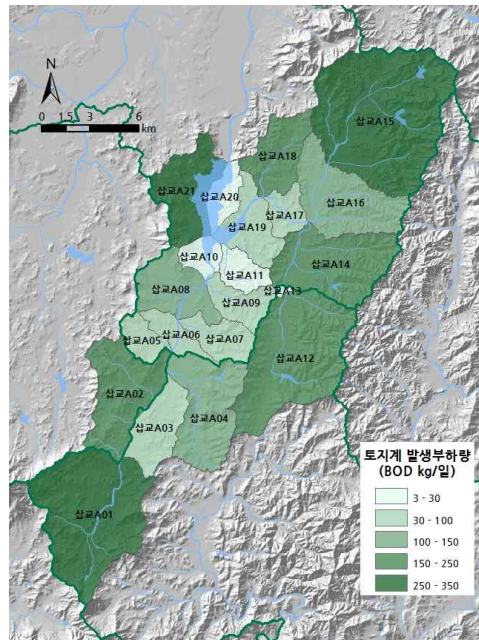 N
0 1.5 3 6
km
삽교A15
삽교A18
삽교A21
삽교A20
삽교A16
삽교A17
삽교A19
삽교A10
삽교A11
삽교A14
삽교A08
삽교A13
삽교A09
삽교A05
삽교A06
삽교A07
삽교A12
삽교A02
삽교A03
삽교A04
삽교A01
토지계 발생부하량
(BOD kg/일)
3 - 30
30 - 100
100 - 150
150 - 250
250 - 350